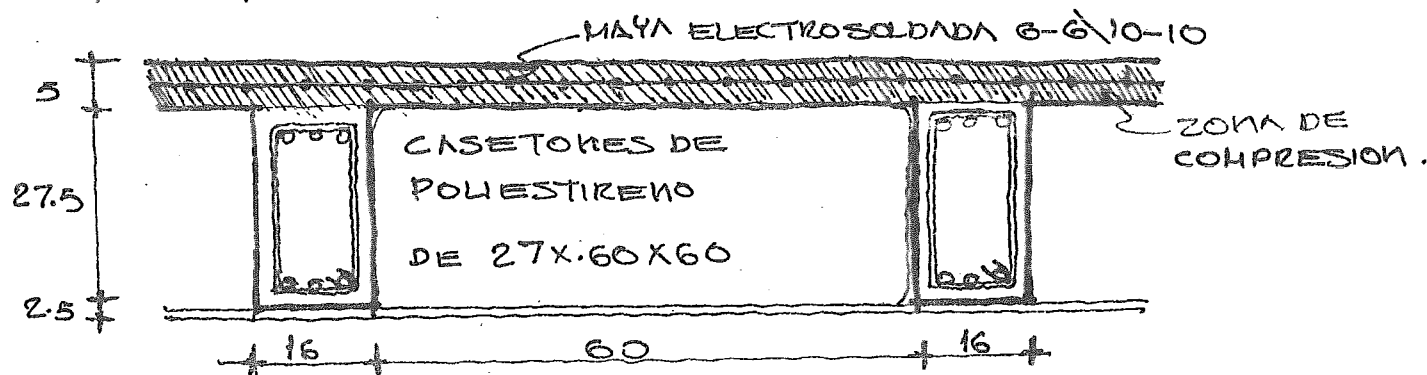 MAYA ELECTROSOLDADA 6-6\10-10
5
ZONA DE
COMPRESION.
CASETONES DE
POLIESTIRENO
DE 27X.60X60
27.5
2.5
16
60
16